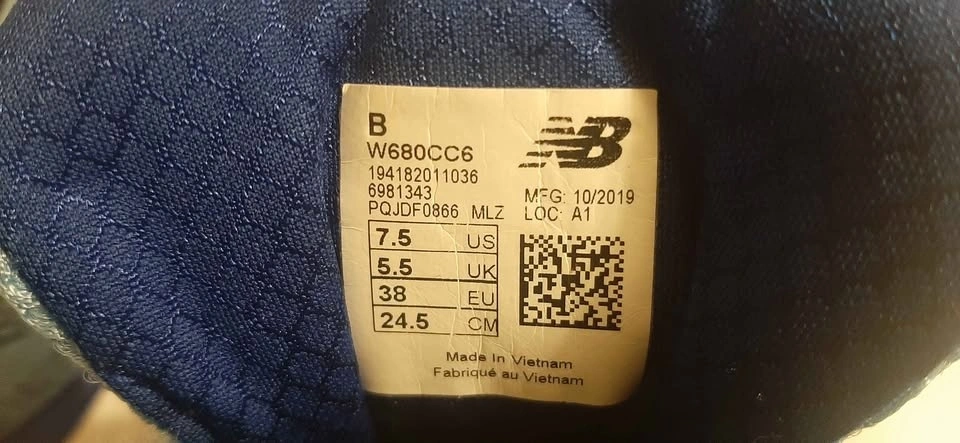 B
W680CC6
194182011036
6981343
PQJDF0866 MLZ
NB
MFG: 10/2019
LOC: A1
7.5 US
5.5 UK
38 EU
24.5 CM
Made In Vietnam
Fabriqué au Vietnam